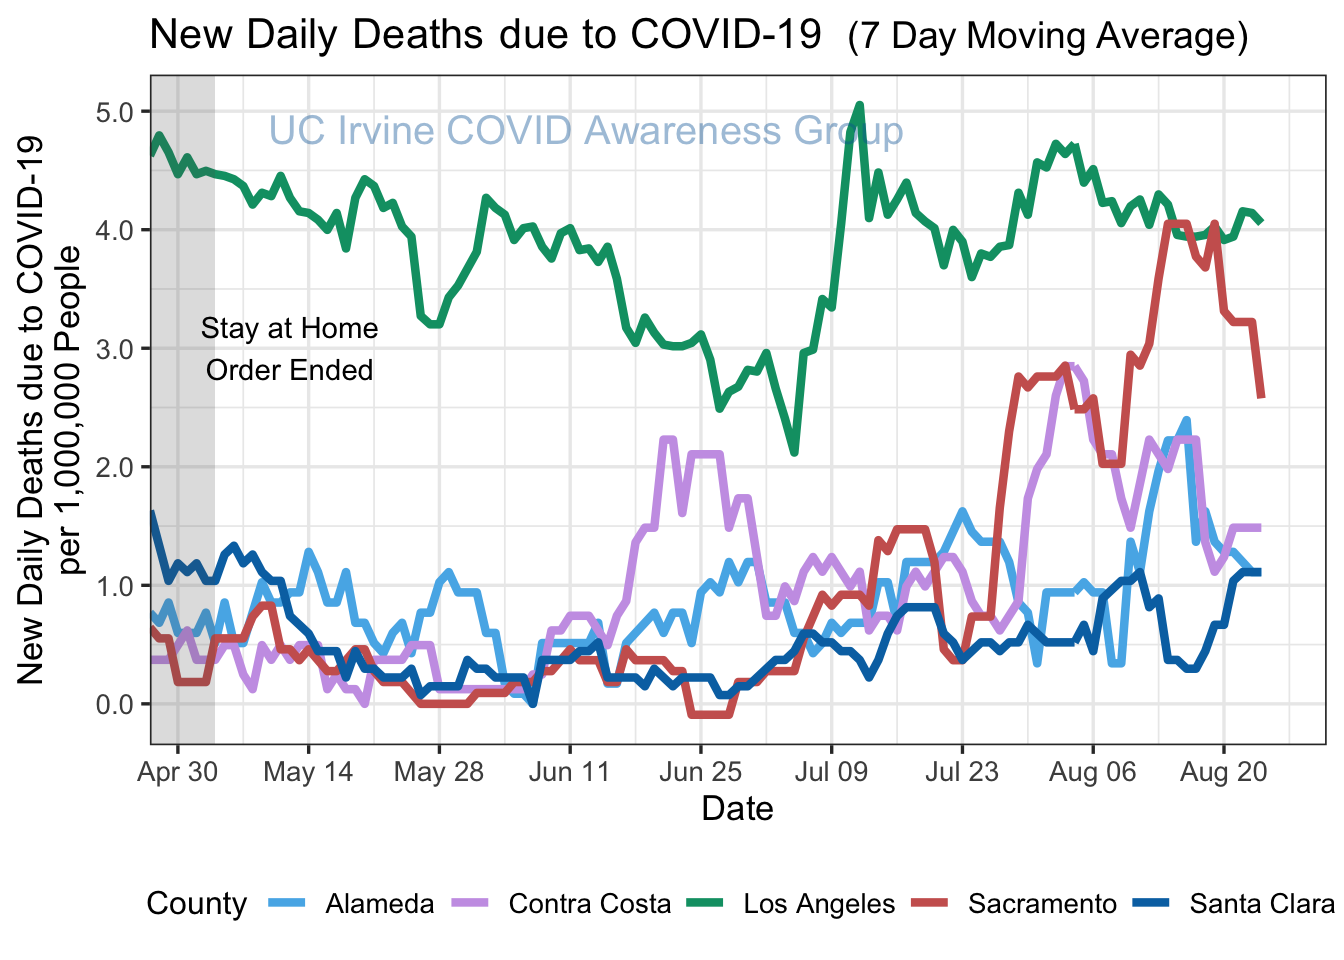 New Daily Deaths due to COVID-19 (7 Day Moving Average)
UC Irvine COVID Awareness Group
Stay at Home
Order Ended
New Daily Deaths due to COVID-19
per 1,000,000 People
5.0
4.0
3.0
2.0
1.0
0.0
Apr 30 May 14 May 28 Jun 11 Jun 25 Jul 09 Jul 23 Aug 06 Aug 20
Date
County Alameda Contra Costa Los Angeles Sacramento Santa Clara